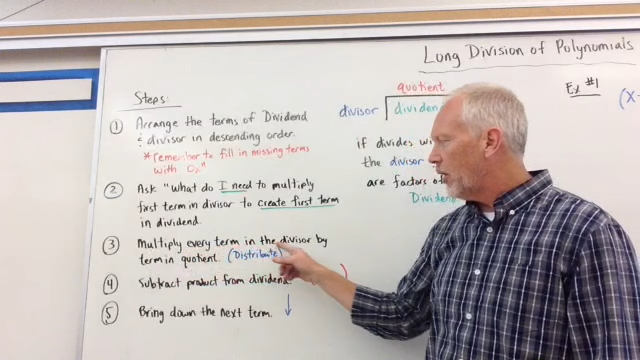 Long Division of Polynomials
Steps:
① Arrange the terms of Dividend
& divisor in descending order.
*remember to fill in missing terms
with 0xⁿ
② Ask "What do I need to multiply
first term in divisor to create first term
in dividend.
③ Multiply every term in the divisor by
term in quotient. (Distribute)
④ Subtract product from dividend.
⑤ Bring down the next term.
quotient
divisor
if divides
the divisor
are factors of
Dividend
Ex #1
(x-